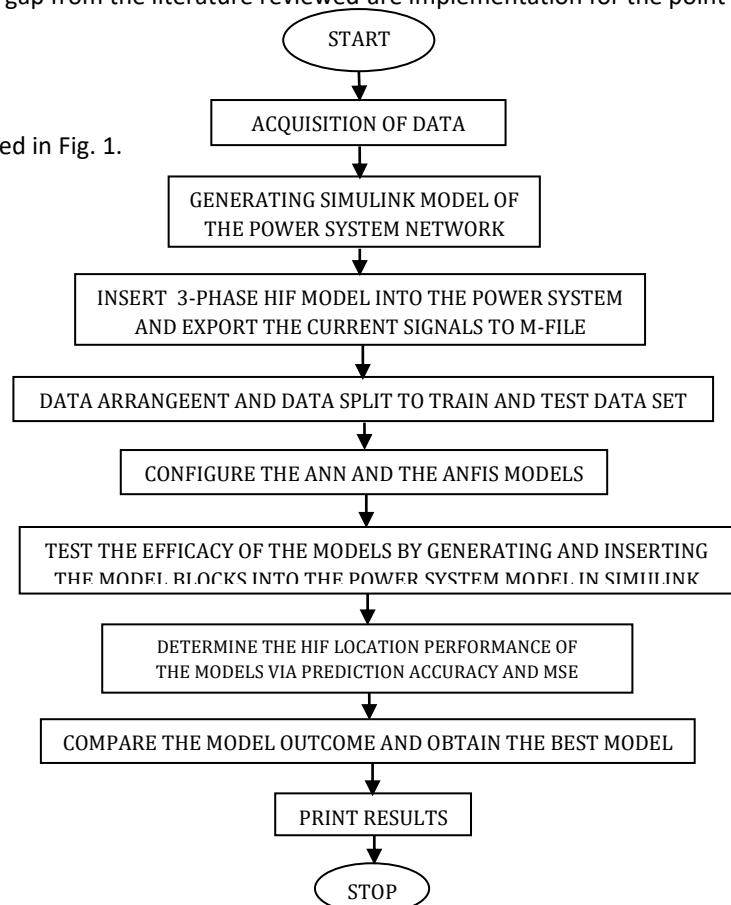 gap from the literature reviewed are implementation for the point
START
ACQUISITION OF DATA
ed in Fig. 1.
GENERATING SIMULINK MODEL OF
THE POWER SYSTEM NETWORK
INSERT 3-PHASE HIF MODEL INTO THE POWER SYSTEM
AND EXPORT THE CURRENT SIGNALS TO M-FILE
DATA ARRANGEENT AND DATA SPLIT TO TRAIN AND TEST DATA SET
CONFIGURE THE ANN AND THE ANFIS MODELS
TEST THE EFFICACY OF THE MODELS BY GENERATING AND INSERTING
THE MODEL BLOCKS INTO THE POWER SYSTEM MODEL IN SIMULINK
DETERMINE THE HIF LOCATION PERFORMANCE OF
THE MODELS VIA PREDICTION ACCURACY AND MSE
COMPARE THE MODEL OUTCOME AND OBTAIN THE BEST MODEL
PRINT RESULTS
STOP